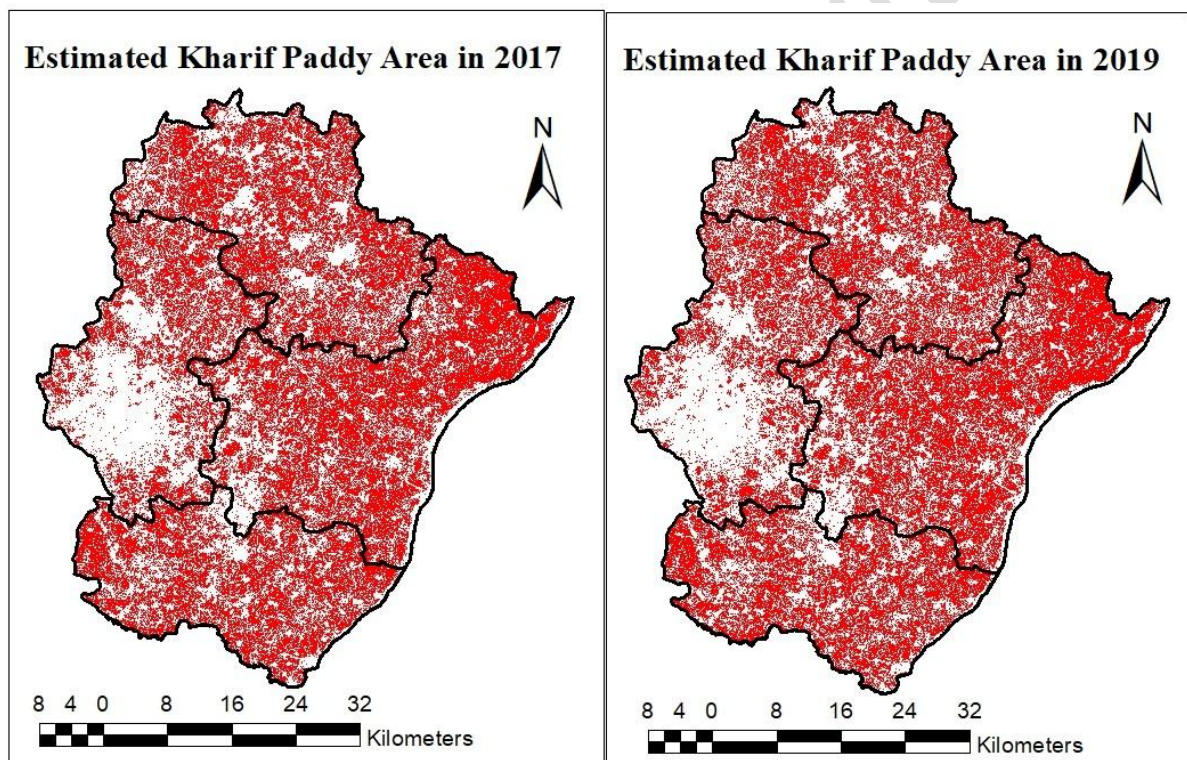 Estimated Kharif Paddy Area in 2017
N
8 4 0 8 16 24 32
Kilometers
Estimated Kharif Paddy Area in 2019
N
8 4 0 8 16 24 32
Kilometers